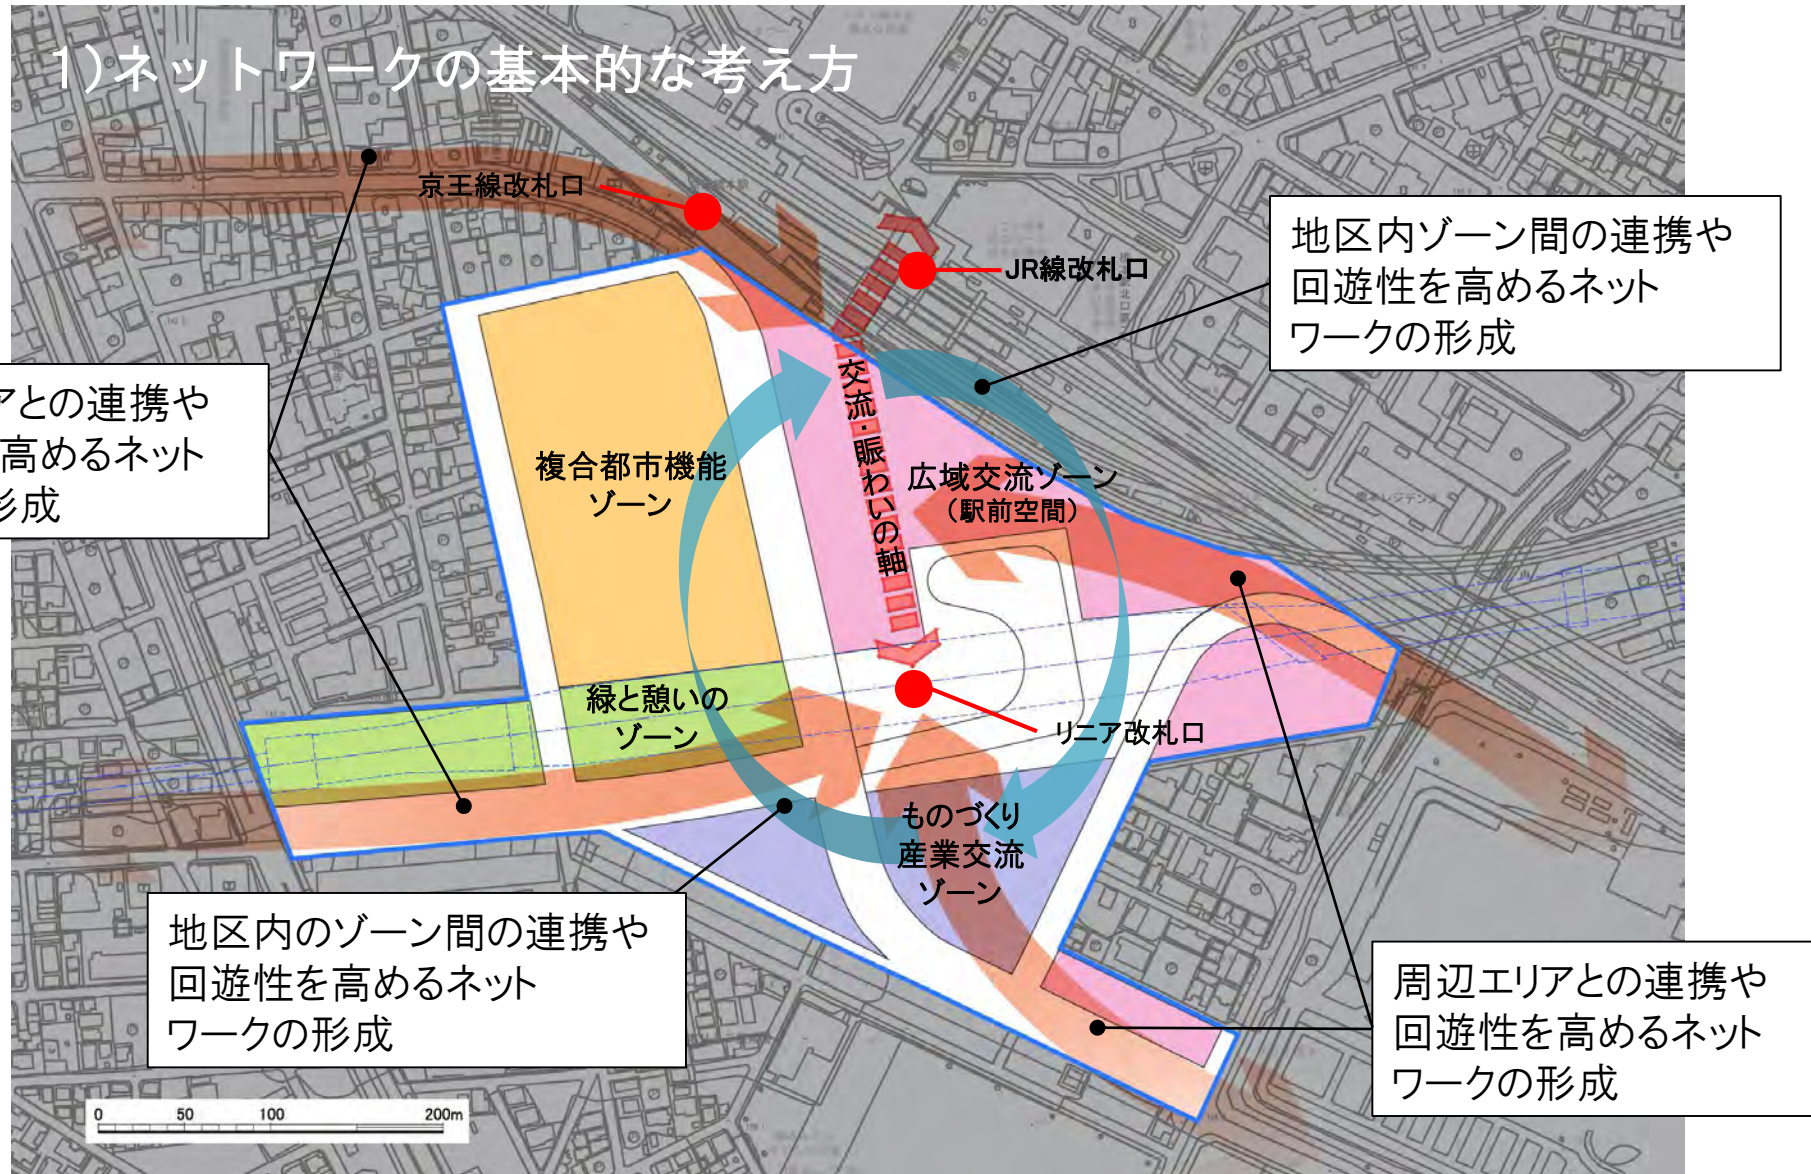 1)ネットワークの基本的な考え方
京王線改札口
JR線改札口
地区内ゾーン間の連携や
回遊性を高めるネット
ワークの形成
アとの連携や
高めるネット
形成
交流・賑わいの軸
複合都市機能
ゾーン
広域交流ゾーン
(駅前空間)
緑と憩いの
ゾーン
リニア改札口
ものづくり
産業交流
ゾーン
地区内のゾーン間の連携や
回遊性を高めるネット
ワークの形成
周辺エリアとの連携や
回遊性を高めるネット
ワークの形成
0 50 100 200m